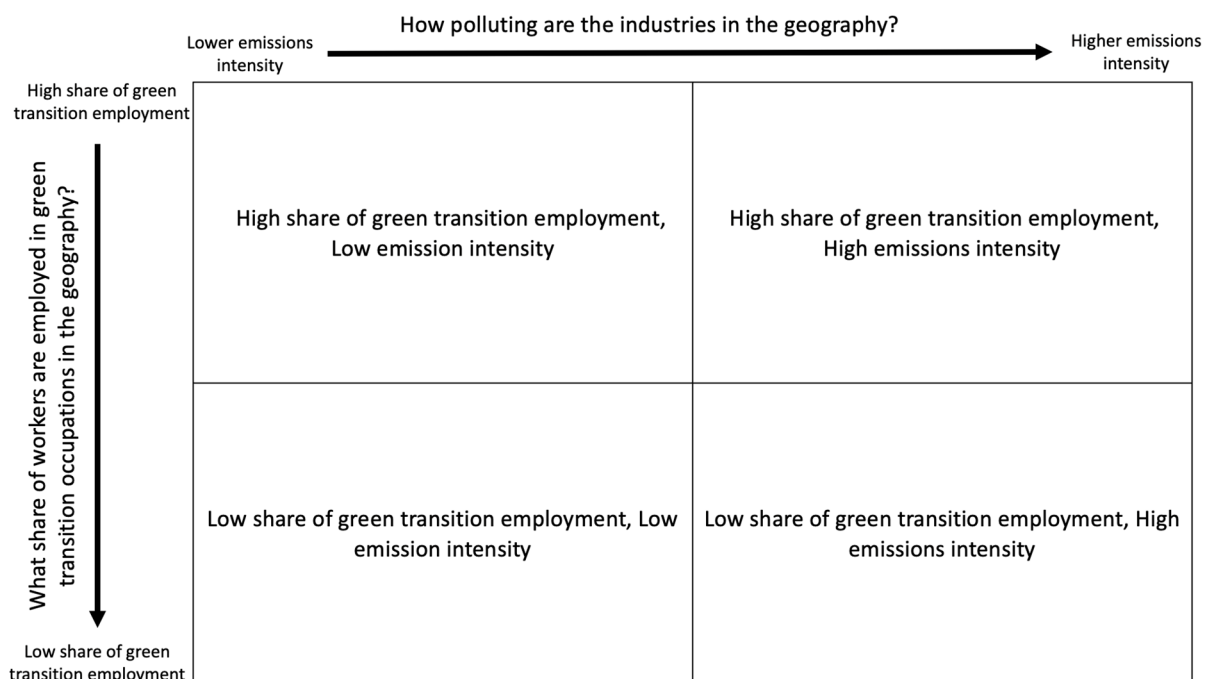 How polluting are the industries in the geography?
Lower emissions
intensity
Higher emissions
intensity
High share of green
transition employment
What share of workers are employed in green
transition occupations in the geography?
High share of green transition employment,
Low emission intensity
High share of green transition employment,
High emissions intensity
Low share of green transition employment, Low
emission intensity
Low share of green transition employment, High
emissions intensity
Low share of green
transition employment